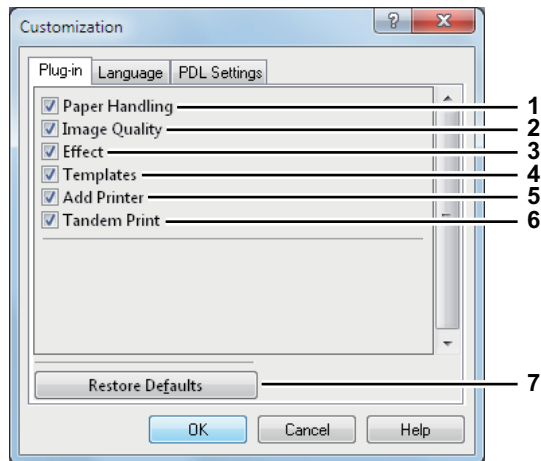 Customization
?
X
Plug-in Language PDL Settings
Paper Handling 1
Image Quality 2
Effect 3
Templates 4
Add Printer 5
Tandem Print 6
Restore Defaults 7
OK Cancel Help